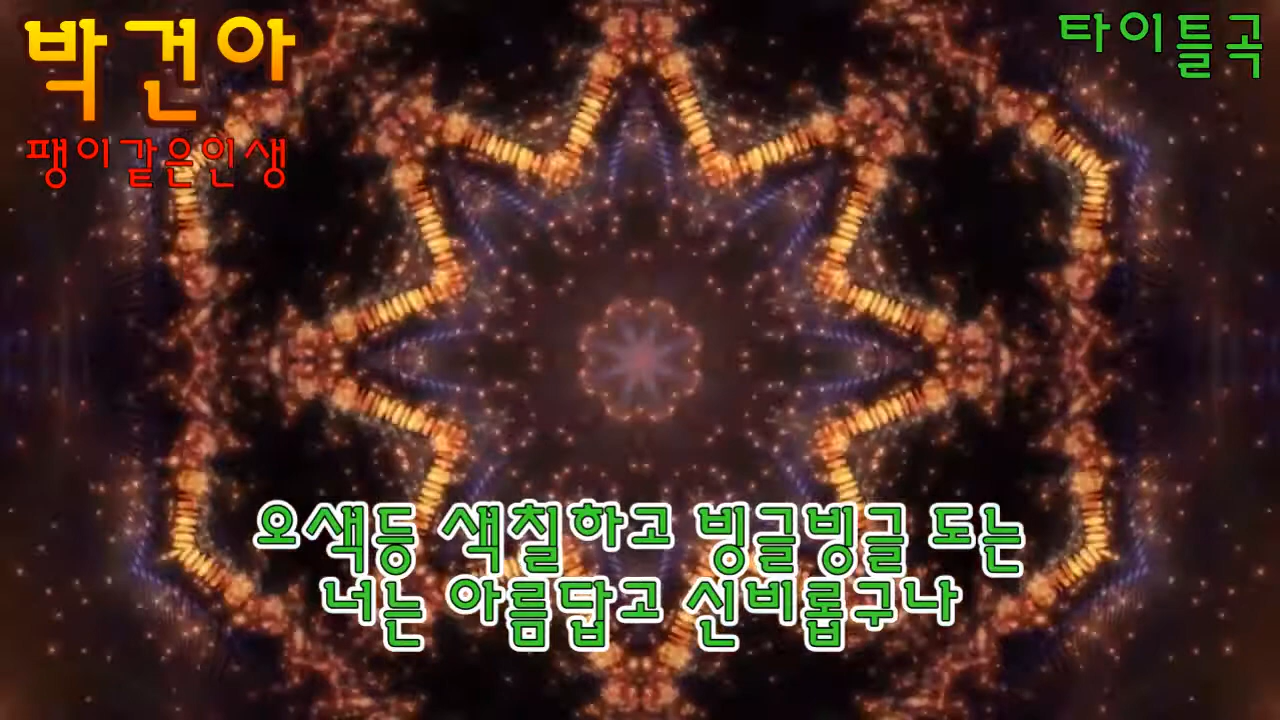 박건아
타이틀곡
팽이같은인생
오색등 색칠하고 빙글빙글 도는
너는 아름답고 신비롭구나